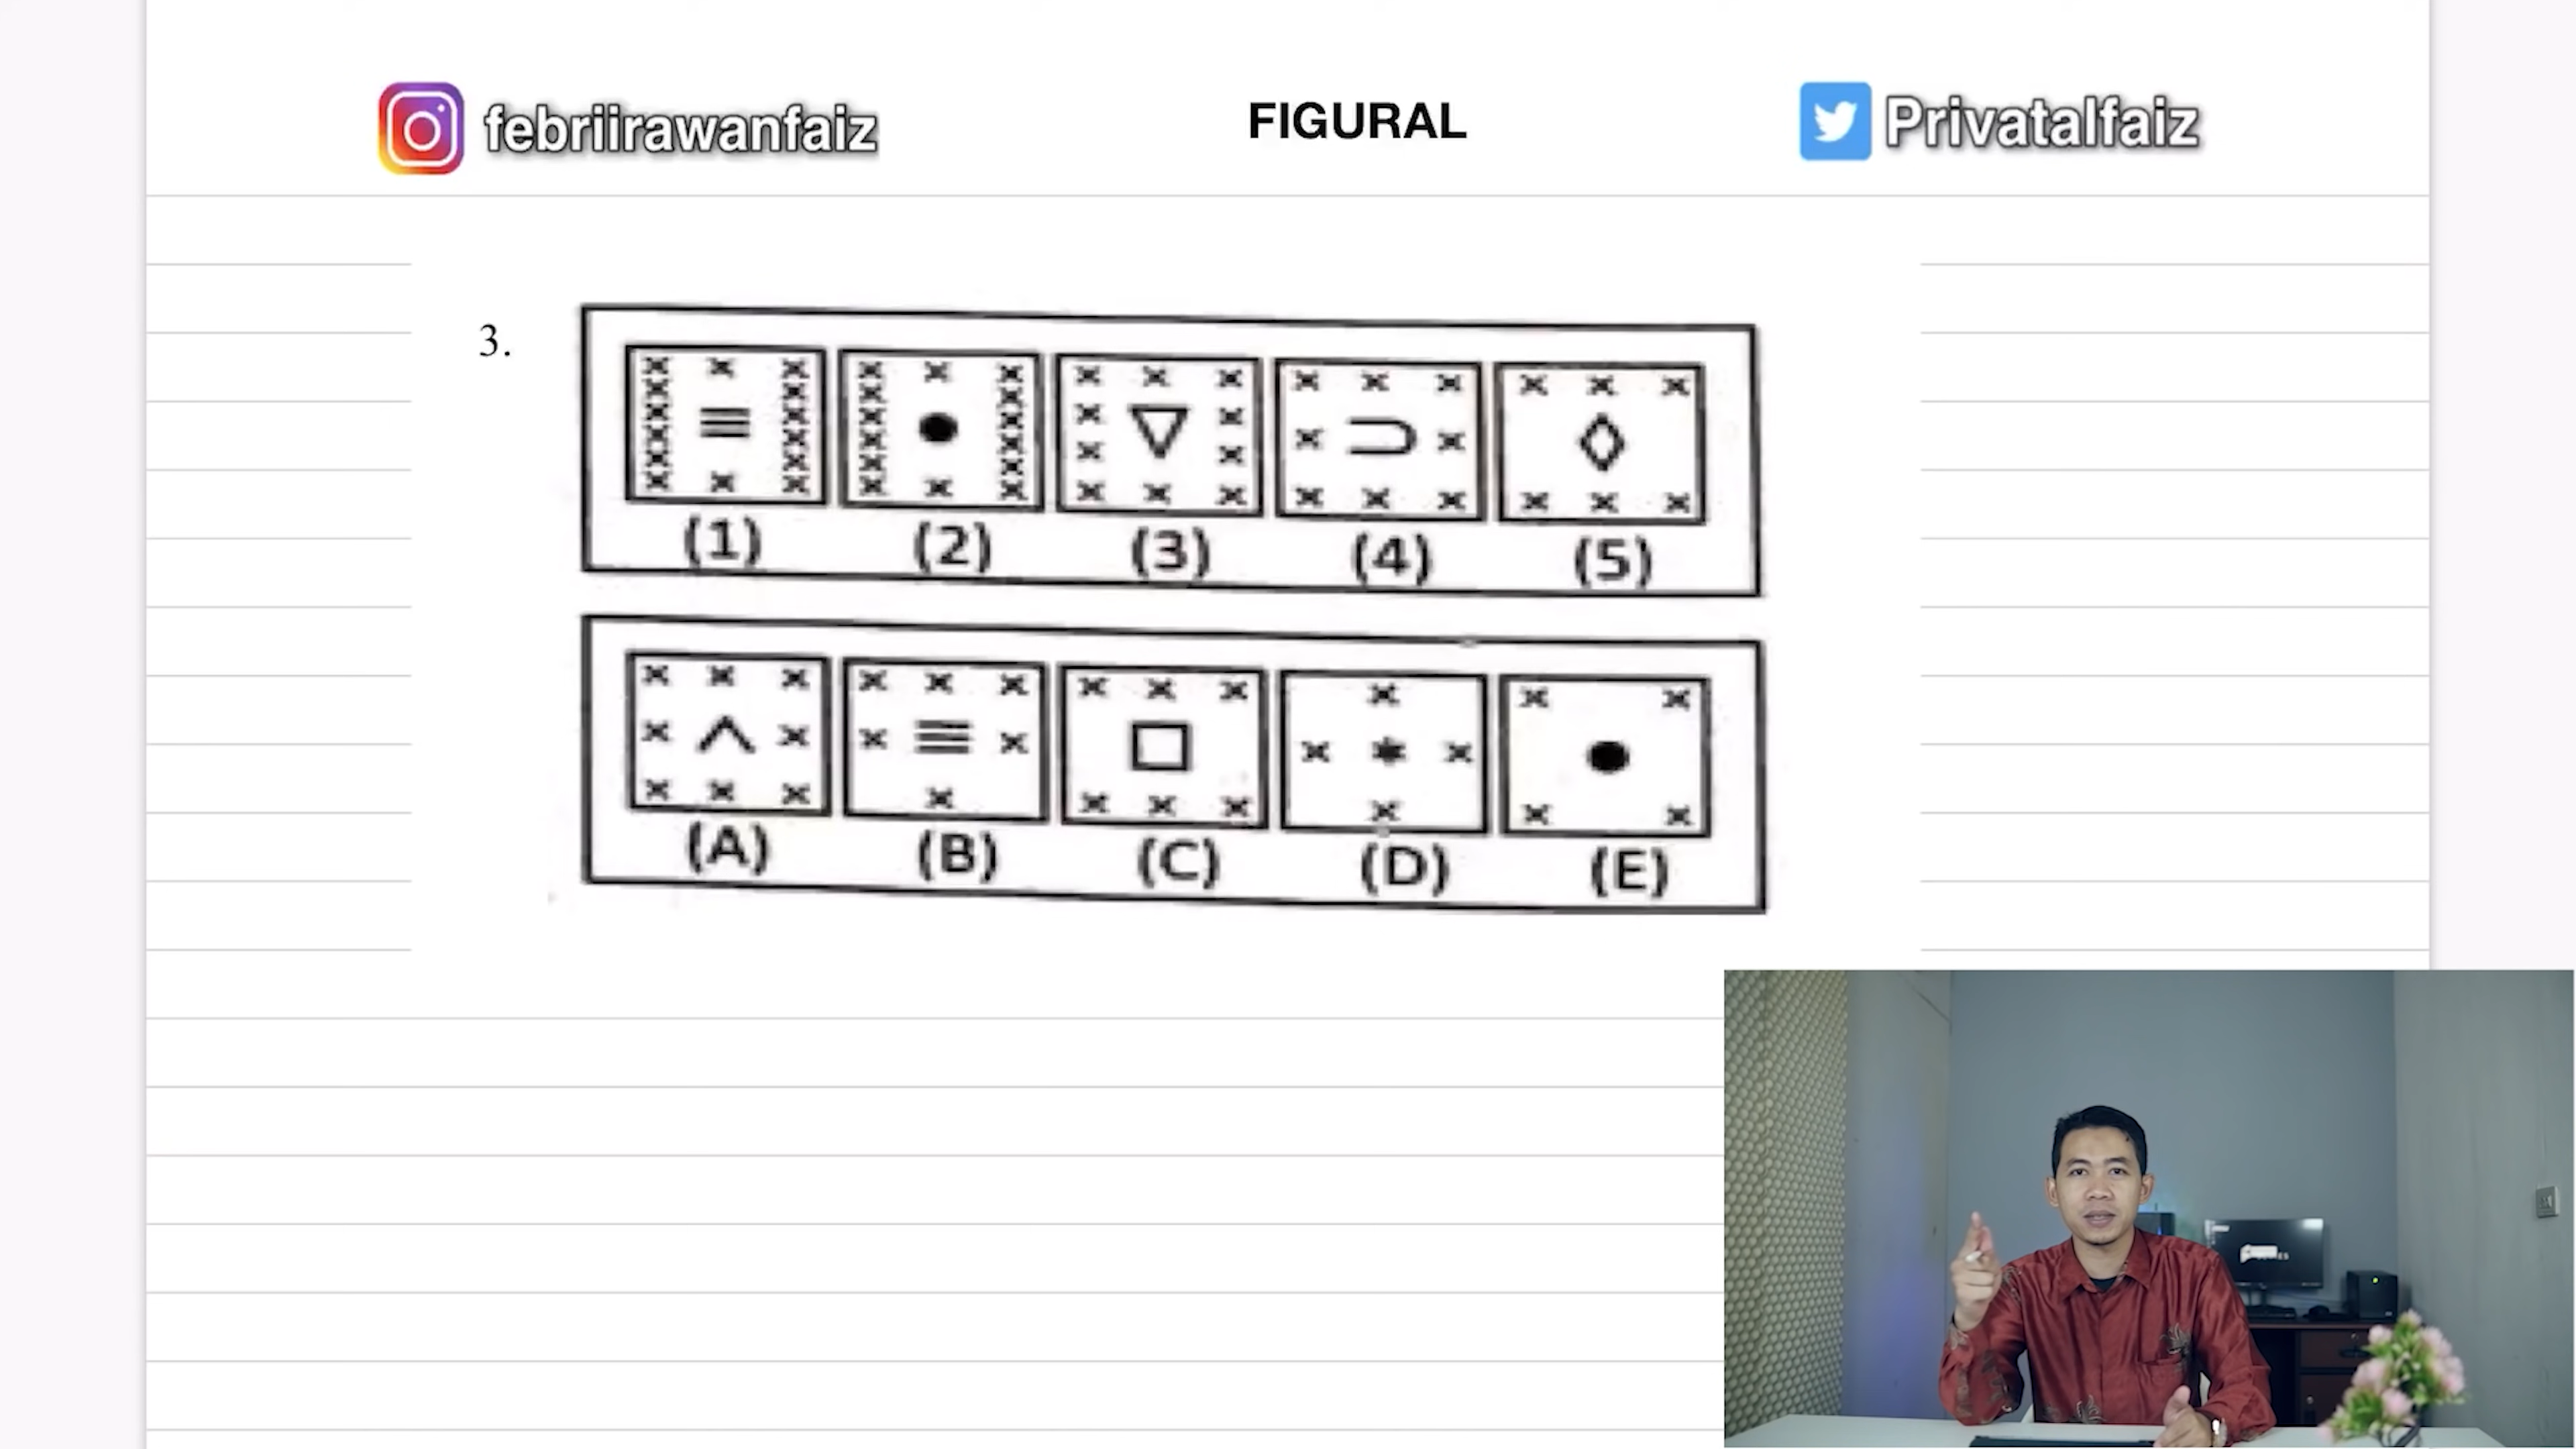 febriirawanfaiz
FIGURAL
Privatalfaiz
3.
(1) (2) (3) (4) (5)
(A) (B) (C) (D) (E)